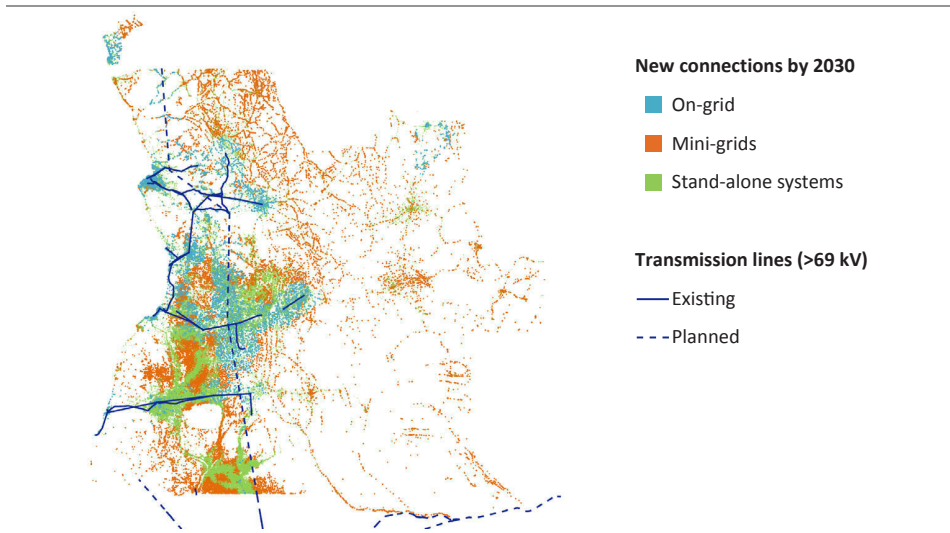 New connections by 2030
On-grid
Mini-grids
Stand-alone systems
Transmission lines (>69 kV)
Existing
Planned